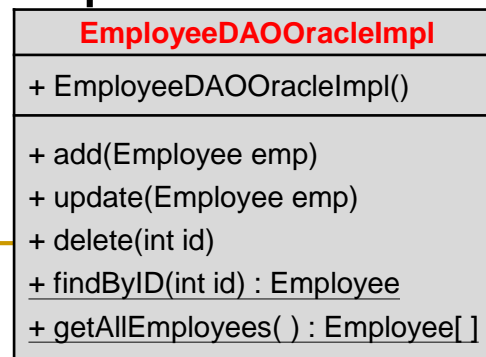 EmployeeDAOOracleImpl
+ EmployeeDAOOracleImpl()
+ add(Employee emp)
+ update(Employee emp)
+ delete(int id)
+ findByID(int id) : Employee
+ getAllEmployees( ) : Employee[ ]